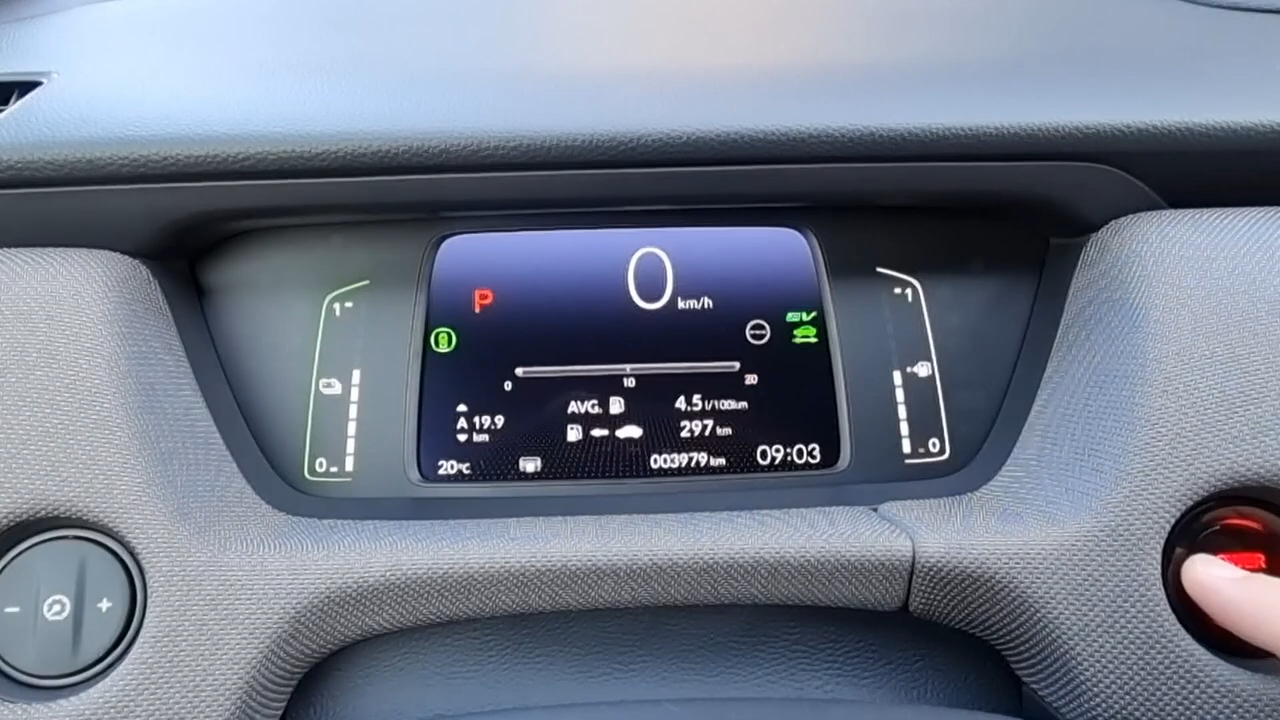 0 km/h
P
EV
1
1
0 10 20
AVG. 4.5 l/100km
A 19.9 km
297 km
0
0
20°C
003979 km
09:03
- +